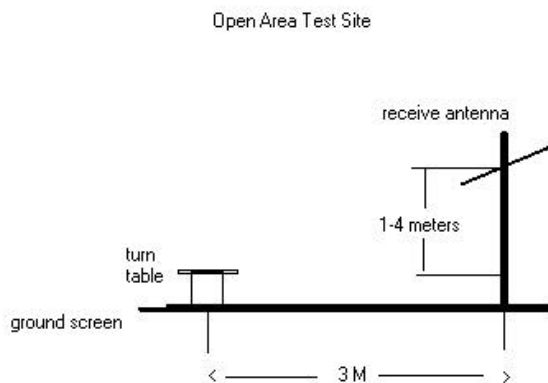 Open Area Test Site
receive antenna
1-4 meters
turn
table
ground screen
3 M